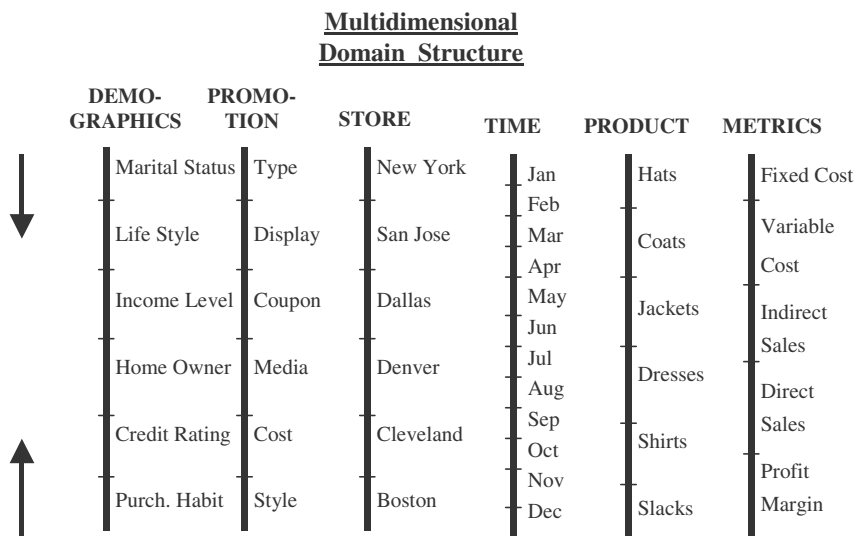 Multidimensional
Domain Structure
DEMO-
GRAPHICS
Marital Status
Life Style
Income Level
Home Owner
Credit Rating
Purch. Habit
PROMO-
TION
Type
Display
Coupon
Media
Cost
Style
STORE
New York
San Jose
Dallas
Denver
Cleveland
Boston
TIME
Jan
Feb
Mar
Apr
May
Jun
Jul
Aug
Sep
Oct
Nov
Dec
PRODUCT
Hats
Coats
Jackets
Dresses
Shirts
Slacks
METRICS
Fixed Cost
Variable
Cost
Indirect
Sales
Direct
Sales
Profit
Margin